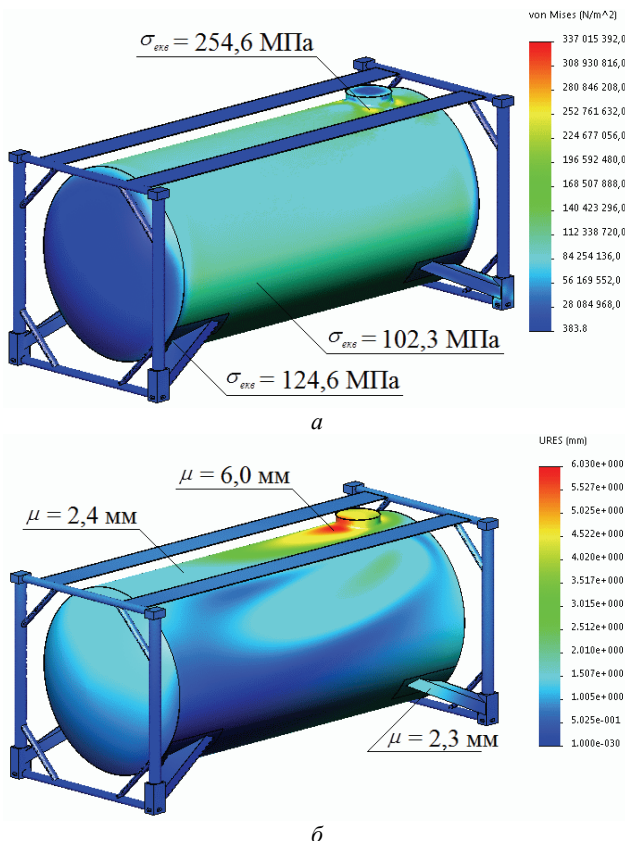 von Mises (N/m^2)
σекв = 254,6 МПа
337 015 392,0
308 930 816,0
280 846 208,0
252 761 632,0
224 677 056,0
196 592 480,0
168 507 888,0
140 423 296,0
112 338 720,0
84 254 136,0
56 169 552,0
28 084 968,0
383.8
σекв = 102,3 МПа
σекв = 124,6 МПа
а
URES (mm)
μ = 6,0 мм
μ = 2,4 мм
6.030e+000
5.527e+000
5.025e+000
4.522e+000
4.020e+000
3.517e+000
3.015e+000
2.512e+000
2.010e+000
1.507e+000
1.005e+000
5.025e-001
1.000e-030
μ = 2,3 мм
б